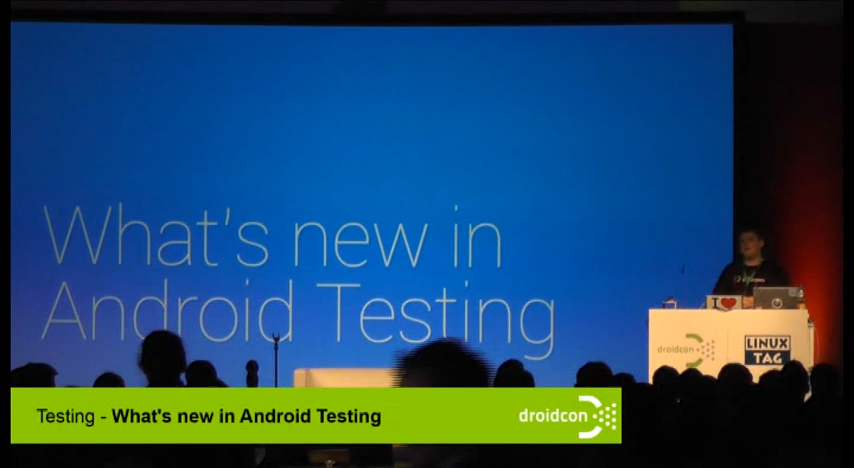 What's new in
Android Testing
I ❤
droidcon
LINUX
TAG
Testing - What's new in Android Testing
droidcon